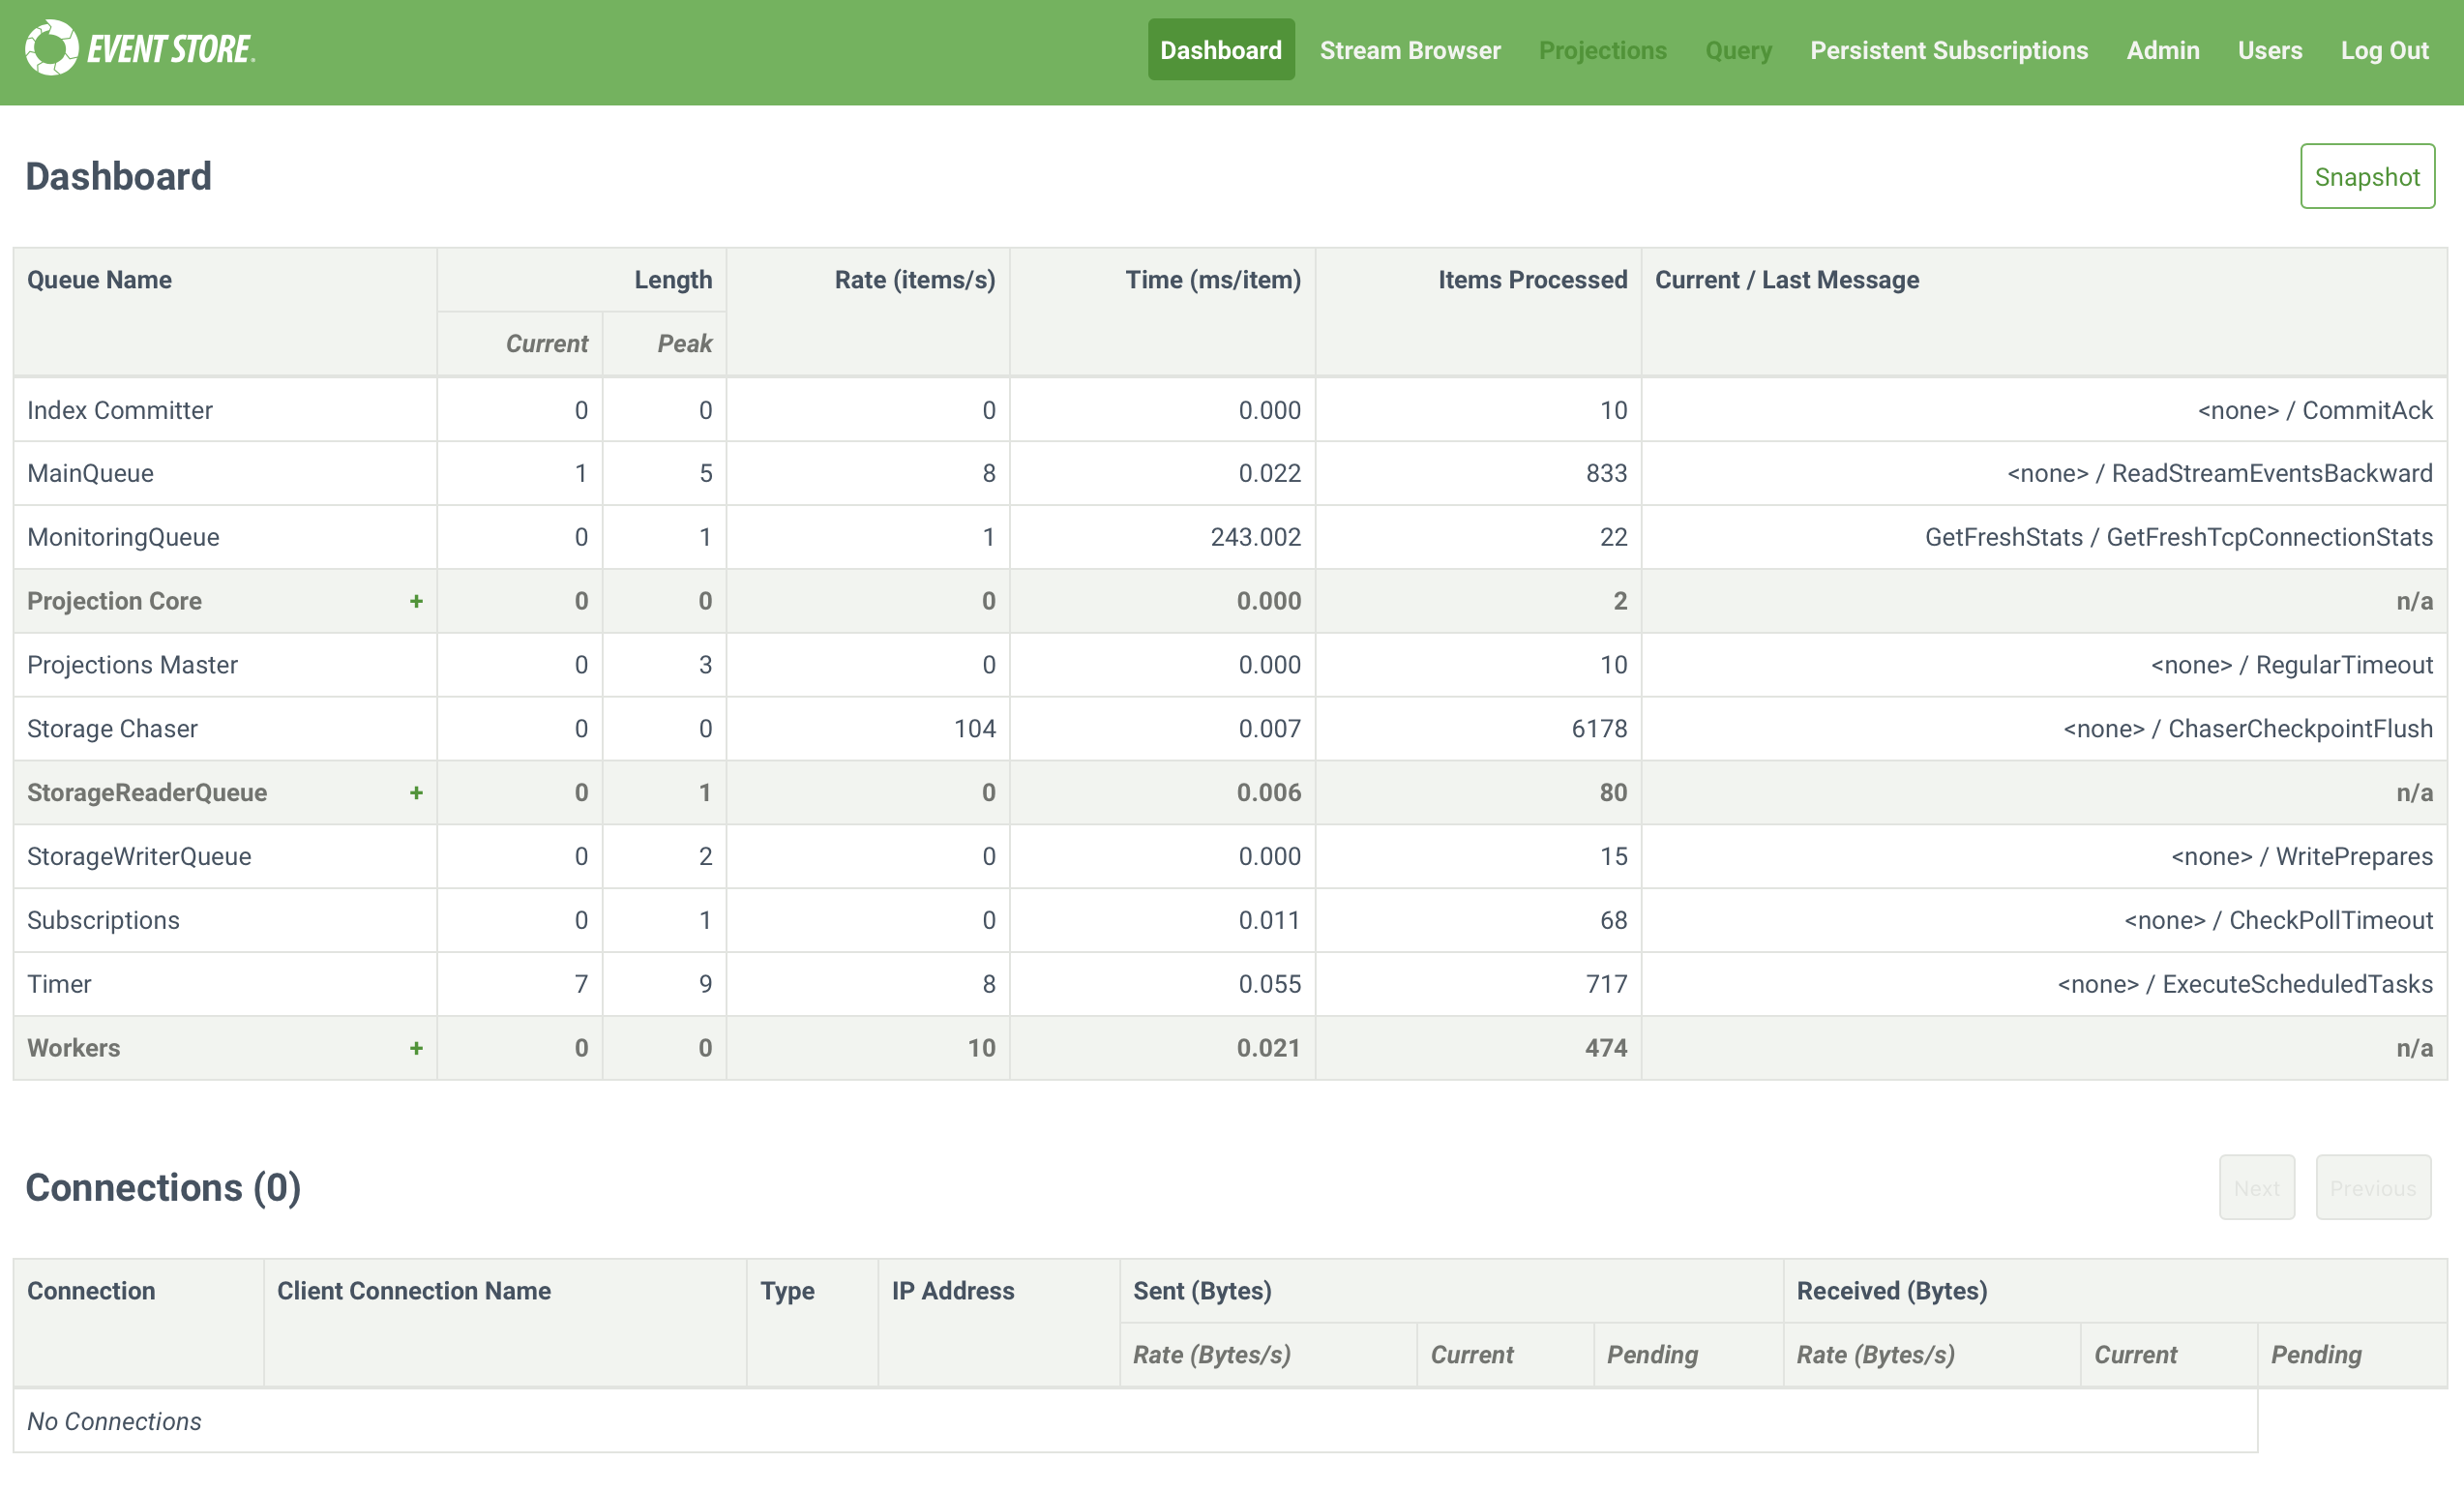 EVENT STORE.
Dashboard Stream Browser Projections Query Persistent Subscriptions Admin Users Log Out
Dashboard
Snapshot
Queue Name Length Rate (items/s) Time (ms/item) Items Processed Current / Last Message
Current Peak
Index Committer 0 0 0 0.000 10 <none> / CommitAck
MainQueue 1 5 8 0.022 833 <none> / ReadStreamEventsBackward
MonitoringQueue 0 1 1 243.002 22 GetFreshStats / GetFreshTcpConnectionStats
Projection Core + 0 0 0 0.000 2 n/a
Projections Master 0 3 0 0.000 10 <none> / RegularTimeout
Storage Chaser 0 0 104 0.007 6178 <none> / ChaserCheckpointFlush
StorageReaderQueue + 0 1 0 0.006 80 n/a
StorageWriterQueue 0 2 0 0.000 15 <none> / WritePrepares
Subscriptions 0 1 0 0.011 68 <none> / CheckPollTimeout
Timer 7 9 8 0.055 717 <none> / ExecuteScheduledTasks
Workers + 0 0 10 0.021 474 n/a
Connections (0)
Next Previous
Connection Client Connection Name Type IP Address Sent (Bytes) Received (Bytes)
Rate (Bytes/s) Current Pending Rate (Bytes/s) Current Pending
No Connections